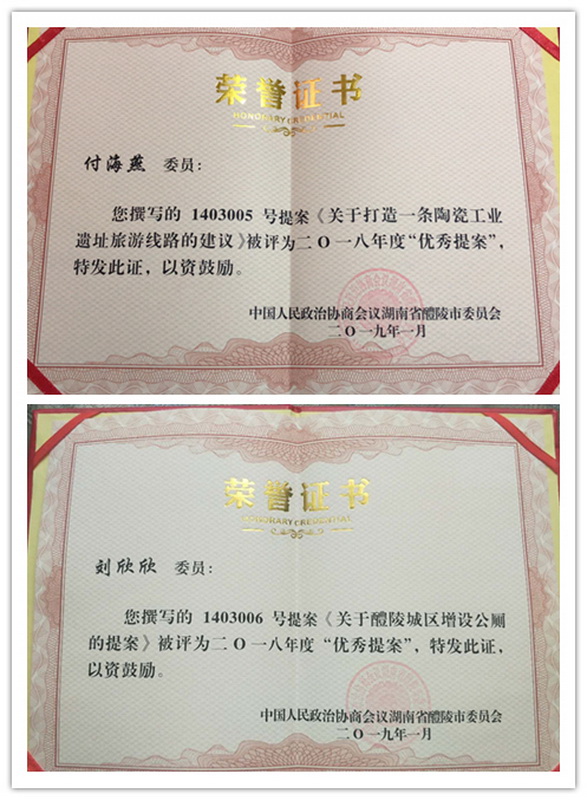 荣誉证书
HONORARY CREDENTIAL
付海燕 委员：
您撰写的 1403005 号提案《关于打造一条陶瓷工业
遗址旅游线路的建议》被评为二〇一八年度“优秀提案”，
特发此证，以资鼓励。
中国人民政治协商会议湖南省醴陵市委员会
二〇一九年一月
荣誉证书
HONORARY CREDENTIAL
刘欣欣 委员：
您撰写的 1403006 号提案《关于醴陵城区增设公厕
的提案》被评为二〇一八年度“优秀提案”，特发此证，
以资鼓励。
中国人民政治协商会议湖南省醴陵市委员会
二〇一九年一月